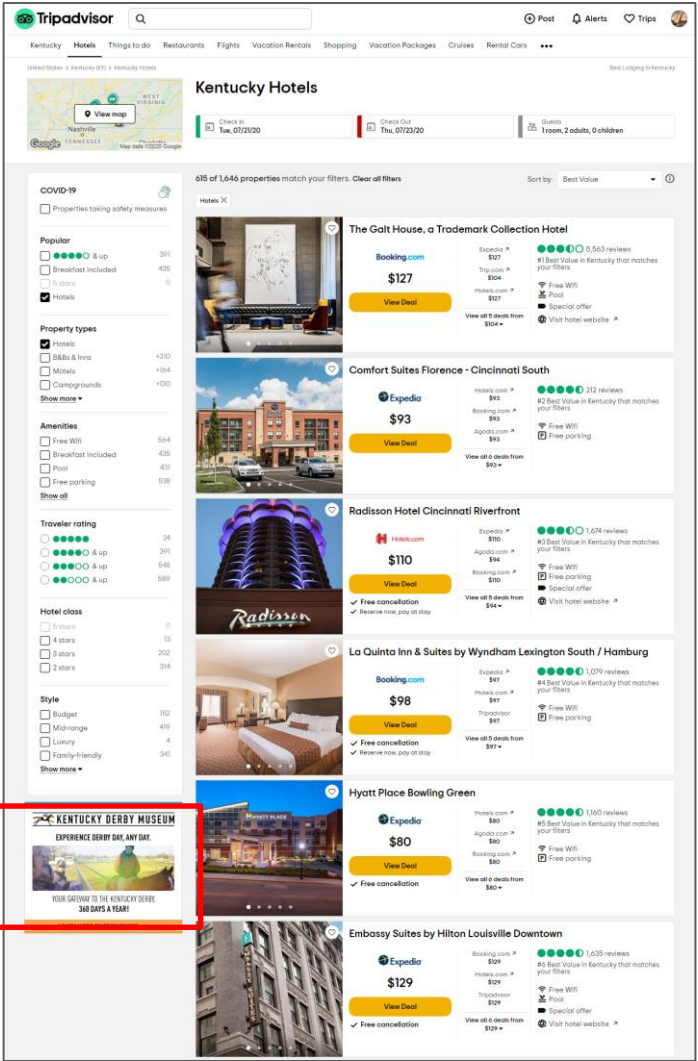 Tripadvisor
Post
Alerts
Trips
Kentucky Hotels Things to do Restaurants Flights Vacation Rentals Shopping Vacation Packages Cruises Rental Cars
United States > Kentucky (KY) > Kentucky Hotels
Best Lodging in Kentucky
WEST VIRGINIA
View map
Nashville
TENNESSEE
Google
Map data ©2020 Google
Kentucky Hotels
Check In
Tue, 07/21/20
Check Out
Thu, 07/23/20
Guests
1 room, 2 adults, 0 children
COVID-19
Properties taking safety measures
Popular
& up 391
Breakfast included 435
5 stars 0
Hotels
Property types
Hotels
B&Bs & Inns +310
Motels +164
Campgrounds +130
Show more
Amenities
Free Wifi 564
Breakfast included 435
Pool 401
Free parking 538
Show all
Traveler rating
24
& up 391
& up 548
& up 589
Hotel class
5 stars 0
4 stars 13
3 stars 202
2 stars 314
Style
Budget 152
Mid-range 419
Luxury 4
Family-friendly 341
Show more
KENTUCKY DERBY MUSEUM
EXPERIENCE DERBY DAY, ANY DAY.
YOUR GATEWAY TO THE KENTUCKY DERBY,
360 DAYS A YEAR!
615 of 1,646 properties match your filters. Clear all filters
Sort by: Best Value
Hotels
The Galt House, a Trademark Collection Hotel
Booking.com
$127
View Deal
Expedia
$127
Trip.com
$104
Hotels.com
$127
View all 5 deals from
$104
5,563 reviews
#1 Best Value in Kentucky that matches
your filters
Free Wifi
Pool
Special offer
Visit hotel website
Comfort Suites Florence - Cincinnati South
Expedia
$93
View Deal
Hotels.com
$93
Booking.com
$93
Agoda.com
$93
View all 6 deals from
$93
212 reviews
#2 Best Value in Kentucky that matches
your filters
Free Wifi
Free parking
Radisson Hotel Cincinnati Riverfront
Radisson
Hotels.com
$110
View Deal
Free cancellation
Reserve now, pay at stay
Expedia
$110
Agoda.com
$94
Booking.com
$110
View all 5 deals from
$94
1,674 reviews
#3 Best Value in Kentucky that matches
your filters
Free Wifi
Free parking
Special offer
Visit hotel website
La Quinta Inn & Suites by Wyndham Lexington South / Hamburg
Booking.com
$98
View Deal
Free cancellation
Reserve now, pay at stay
Expedia
$97
Hotels.com
$97
Tripadvisor
$97
View all 5 deals from
$97
1,079 reviews
#4 Best Value in Kentucky that matches
your filters
Free Wifi
Free parking
Hyatt Place Bowling Green
HYATT PLACE
Expedia
$80
View Deal
Free cancellation
Hotels.com
$80
Agoda.com
$80
Booking.com
$80
View all 6 deals from
$80
1,160 reviews
#5 Best Value in Kentucky that matches
your filters
Free Wifi
Free parking
Embassy Suites by Hilton Louisville Downtown
Expedia
$129
View Deal
Free cancellation
Booking.com
$129
Hotels.com
$129
Tripadvisor
$129
View all 6 deals from
$129
1,635 reviews
#6 Best Value in Kentucky that matches
your filters
Free Wifi
Pool
Special offer
Visit hotel website